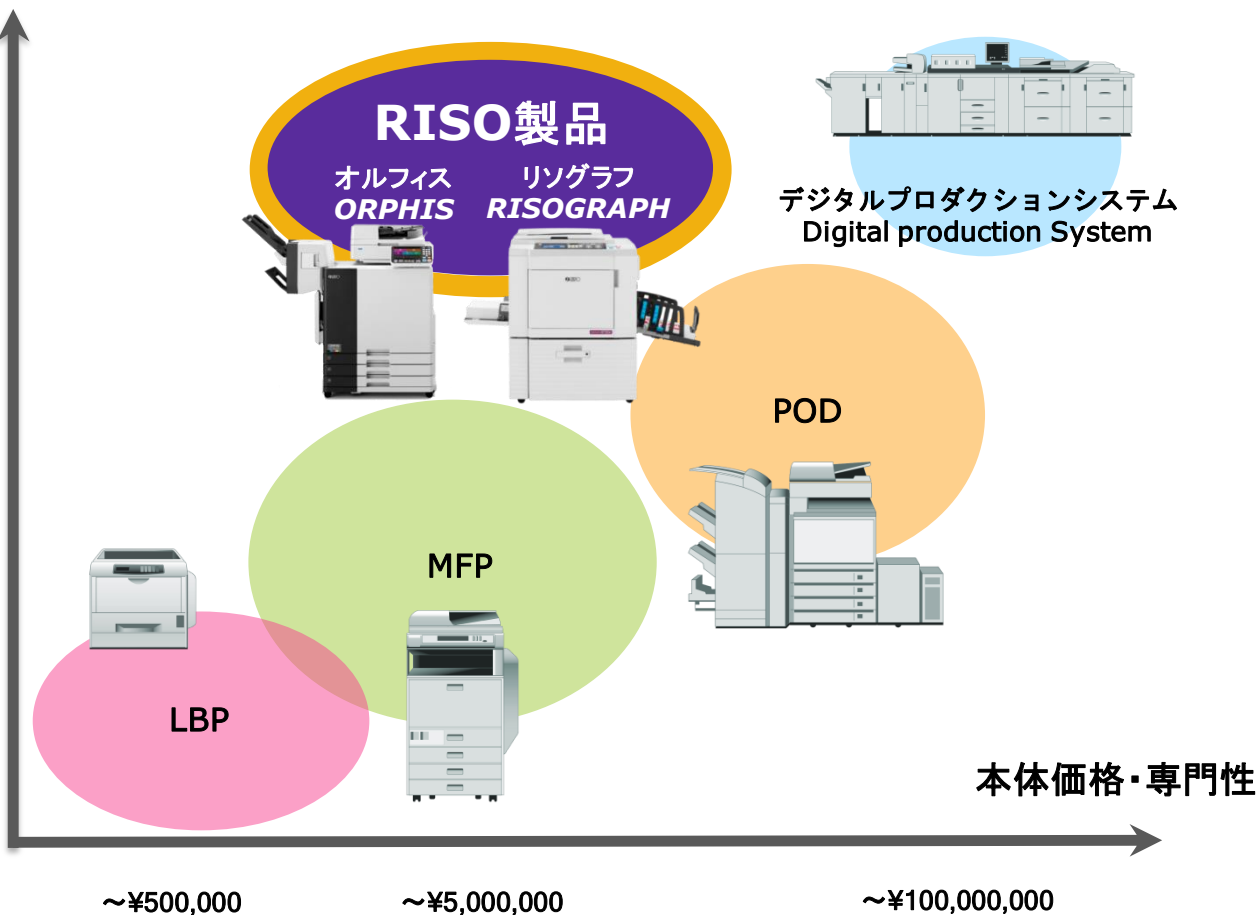 RISO製品
オルフィス リソグラフ
ORPHIS RISOGRAPH
デジタルプロダクションシステム
Digital production System
POD
MFP
LBP
本体価格・専門性
～¥500,000 ～¥5,000,000 ～¥100,000,000